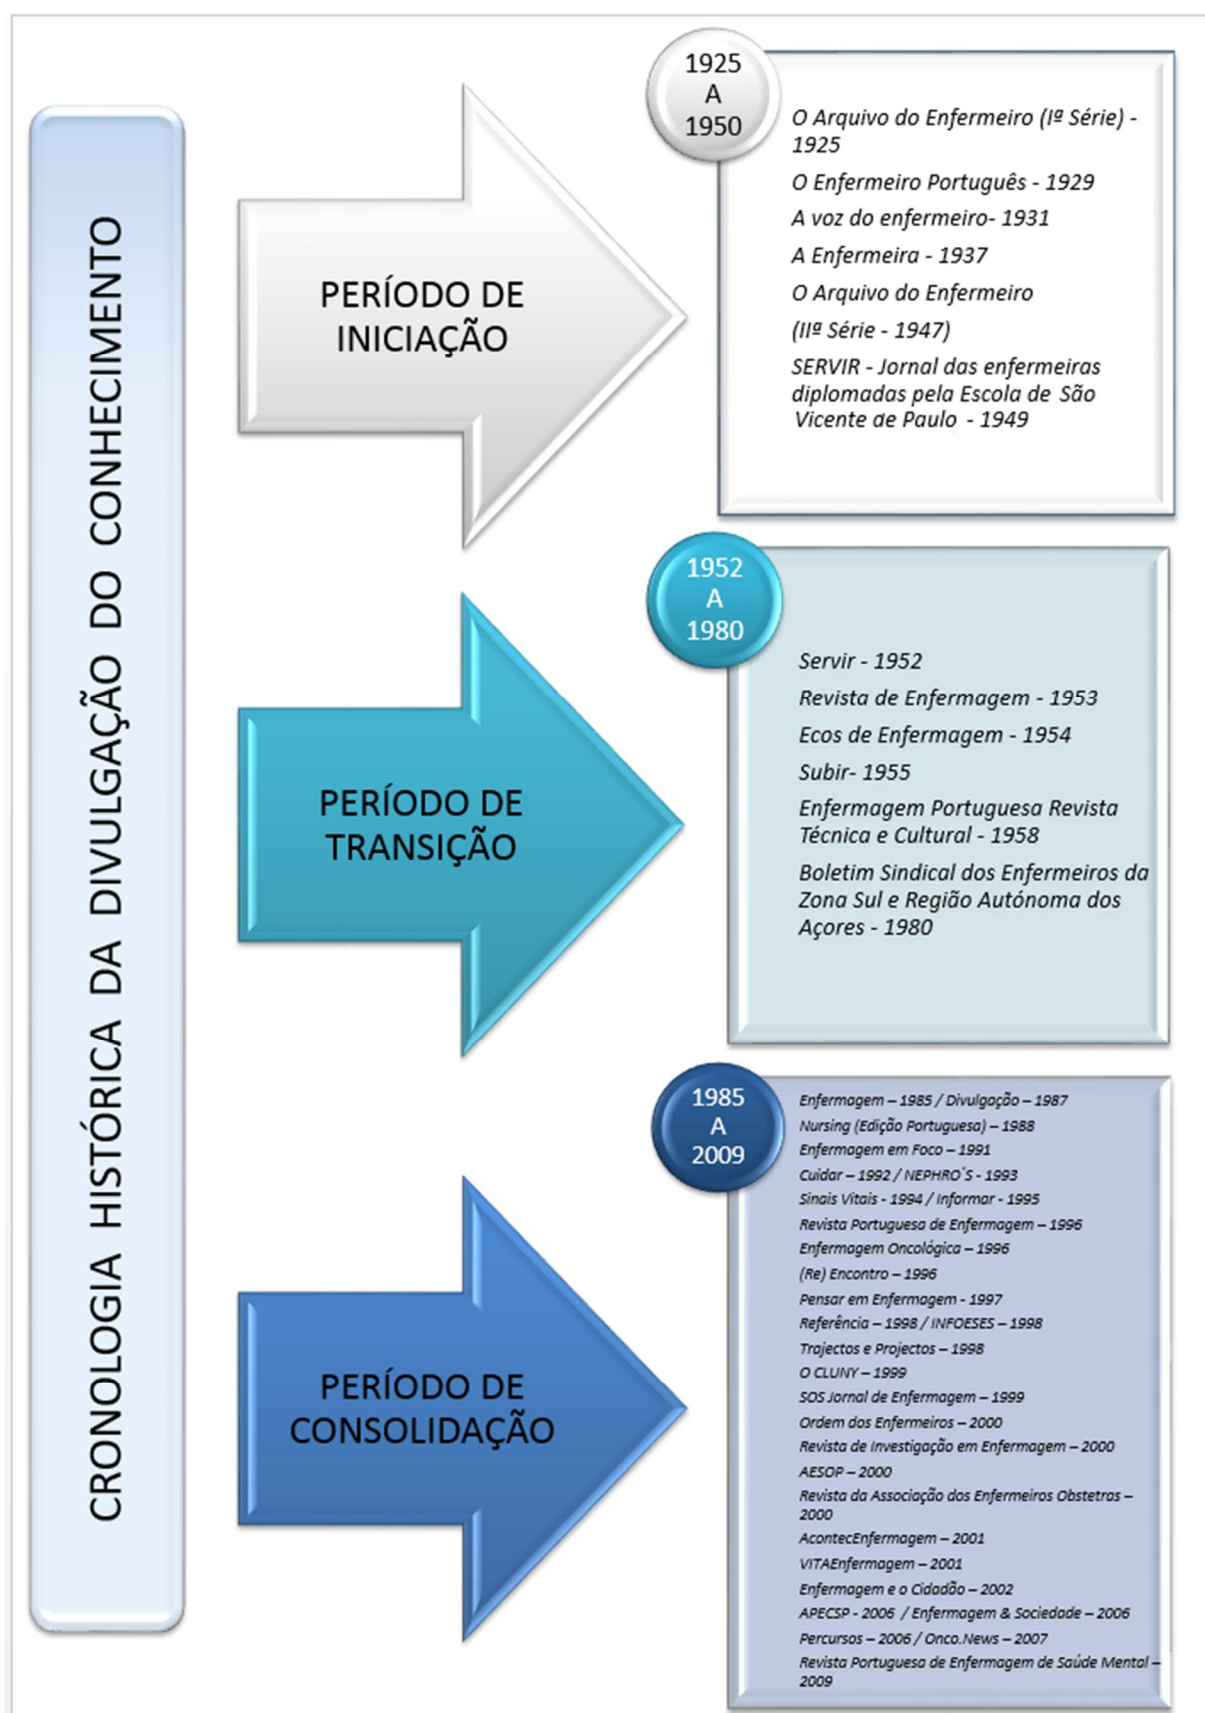 CRONOLOGIA HISTÓRICA DA DIVULGAÇÃO DO CONHECIMENTO
PERÍODO DE
INICIAÇÃO
1925
A
1950
O Arquivo do Enfermeiro (Iª Série) -
1925
O Enfermeiro Português - 1929
A voz do enfermeiro- 1931
A Enfermeira - 1937
O Arquivo do Enfermeiro
(IIª Série - 1947)
SERVIR - Jornal das enfermeiras
diplomadas pela Escola de São
Vicente de Paulo - 1949
PERÍODO DE
TRANSIÇÃO
1952
A
1980
Servir - 1952
Revista de Enfermagem - 1953
Ecos de Enfermagem - 1954
Subir- 1955
Enfermagem Portuguesa Revista
Técnica e Cultural - 1958
Boletim Sindical dos Enfermeiros da
Zona Sul e Região Autónoma dos
Açores - 1980
PERÍODO DE
CONSOLIDAÇÃO
1985
A
2009
Enfermagem – 1985 / Divulgação – 1987
Nursing (Edição Portuguesa) – 1988
Enfermagem em Foco – 1991
Cuidar – 1992 / NEPHRO´S - 1993
Sinais Vitais - 1994 / Informar - 1995
Revista Portuguesa de Enfermagem – 1996
Enfermagem Oncológica – 1996
(Re) Encontro – 1996
Pensar em Enfermagem - 1997
Referência – 1998 / INFOESES – 1998
Trajectos e Projectos – 1998
O CLUNY – 1999
SOS Jornal de Enfermagem – 1999
Ordem dos Enfermeiros – 2000
Revista de Investigação em Enfermagem – 2000
AESOP – 2000
Revista da Associação dos Enfermeiros Obstetras –
2000
AcontecEnfermagem – 2001
VITAEnfermagem – 2001
Enfermagem e o Cidadão – 2002
APECSP - 2006 / Enfermagem & Sociedade – 2006
Percursos – 2006 / Onco.News – 2007
Revista Portuguesa de Enfermagem de Saúde Mental –
2009